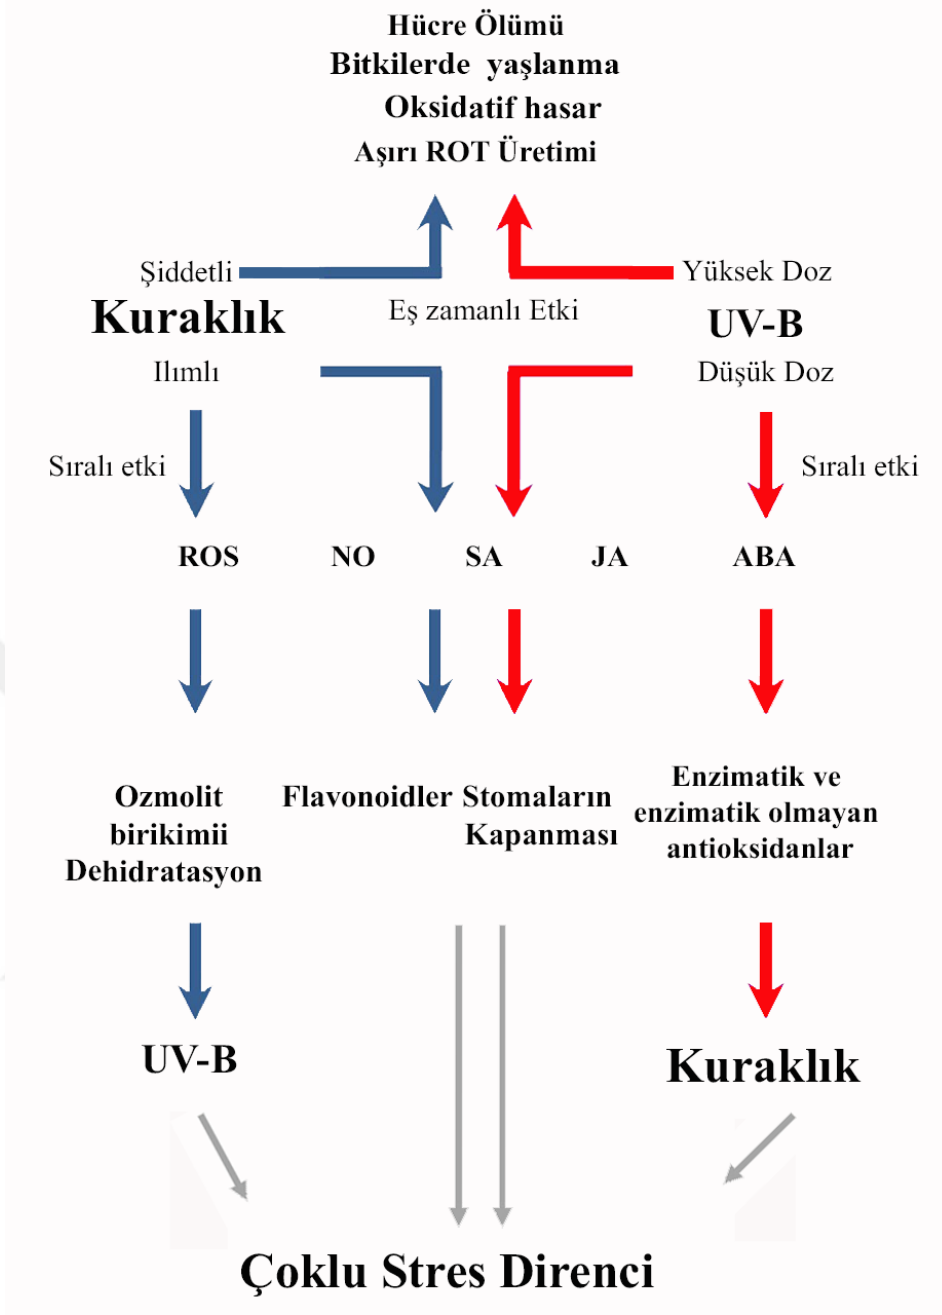 Hücre Ölümü
Bitkilerde yaşlanma
Oksidatif hasar
Aşırı ROT Üretimi
Şiddetli
Yüksek Doz
Kuraklık
Eş zamanlı Etki
UV-B
Ilımlı
Düşük Doz
Sıralı etki
Sıralı etki
ROS NO SA JA ABA
Ozmolit
birikimii
Dehidratasyon
Flavonoidler Stomaların
Kapanması
Enzimatik ve
enzimatik olmayan
antioksidanlar
UV-B
Kuraklık
Çoklu Stres Direnci